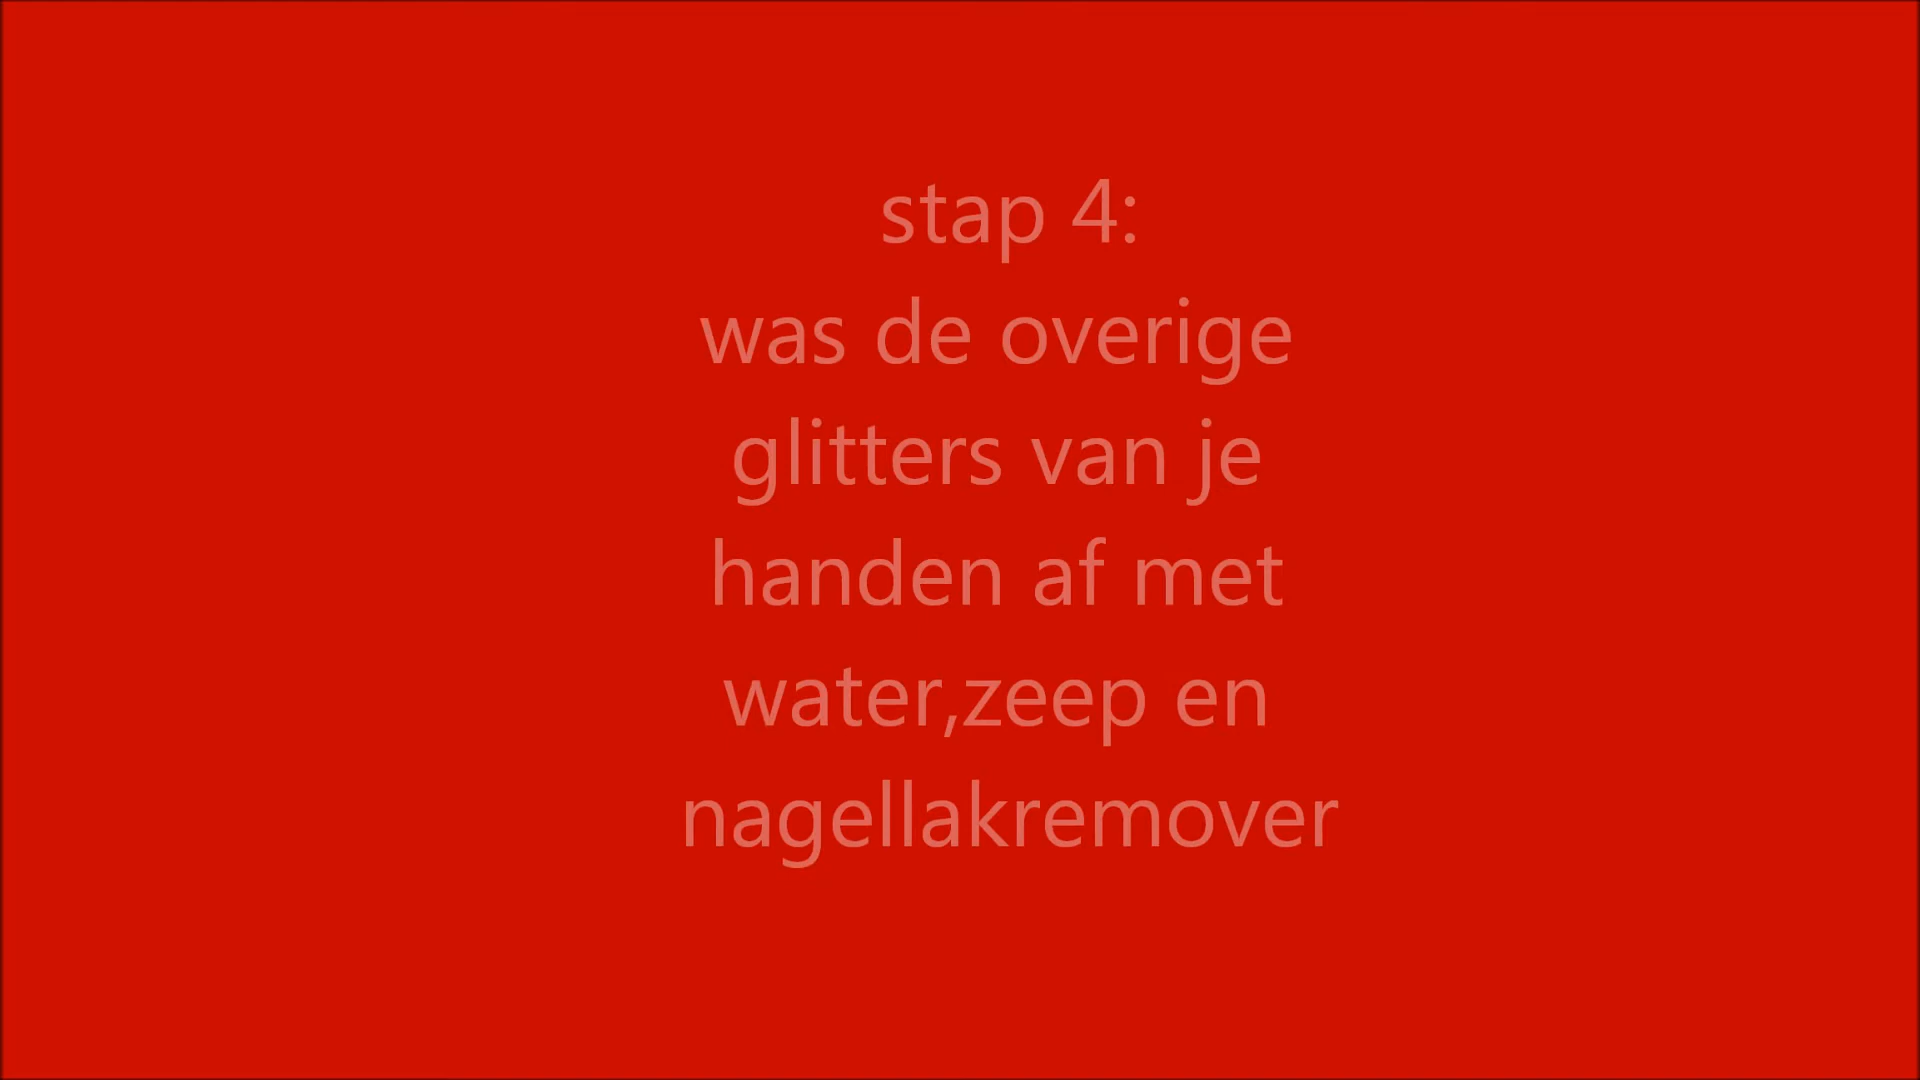 stap 4:
was de overige
glitters van je
handen af met
water,zeep en
nagellakremover